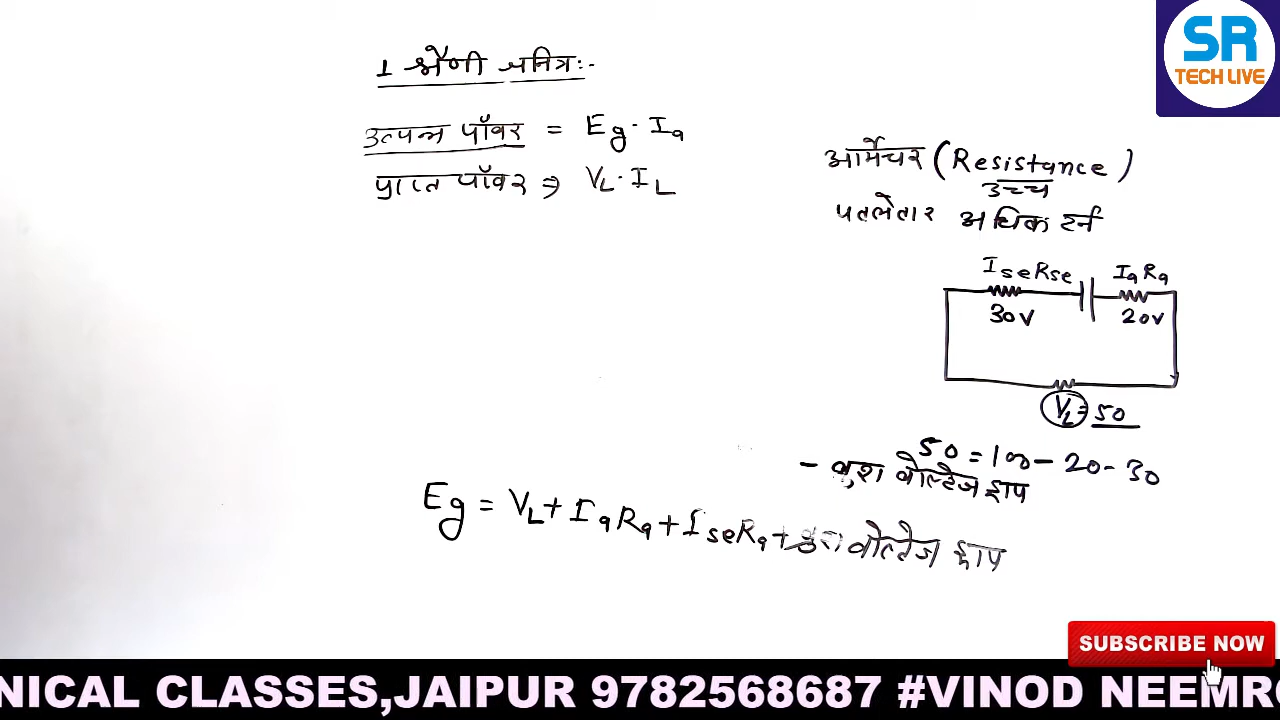 SR
TECH LIVE
1 श्रेणी जनित्र:-
उत्पन्न पॉवर = Eg · Ia
प्राप्त पॉवर ⇒ VL · IL
आर्मेचर (Resistance)
उच्च
पतलेतार अधिक टर्न
IseRse IaRa
30V 20V
VL = 50
50 = 100 - 20 - 30
- ब्रुश वोल्टेज ड्राप
Eg = VL + IaRa + IseRa + वोल्टेज ड्राप
SUBSCRIBE NOW
NICAL CLASSES,JAIPUR 9782568687 #VINOD NEEMR